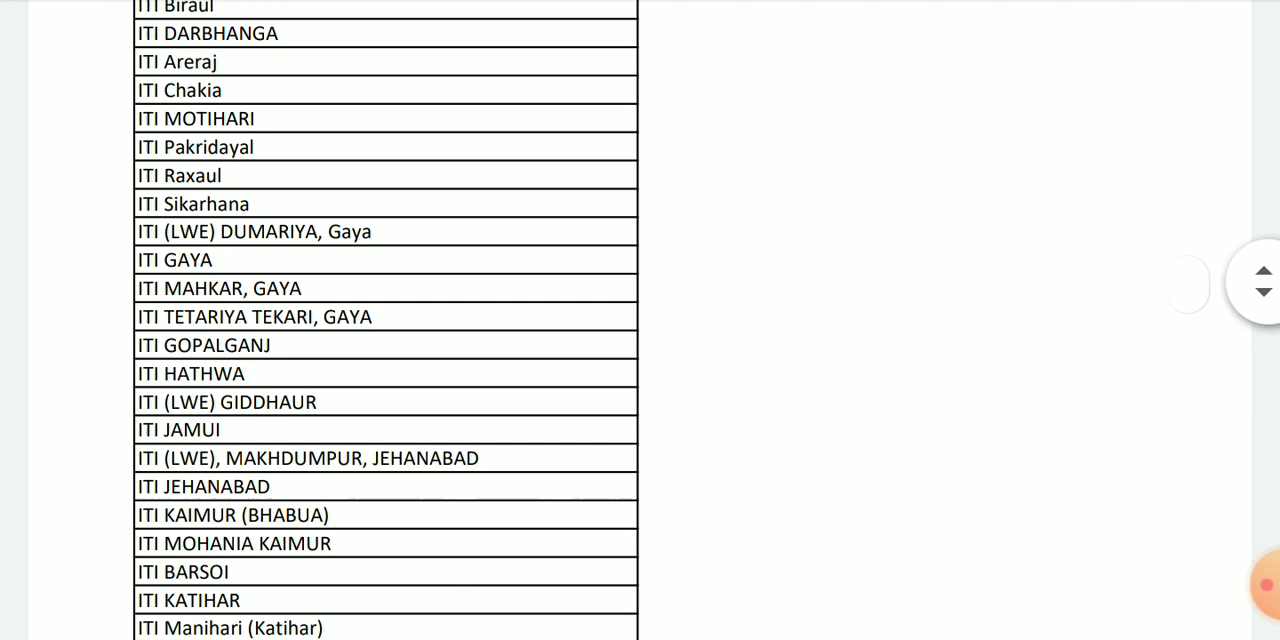 ITI Biraul
ITI DARBHANGA
ITI Areraj
ITI Chakia
ITI MOTIHARI
ITI Pakridayal
ITI Raxaul
ITI Sikarhana
ITI (LWE) DUMARIYA, Gaya
ITI GAYA
ITI MAHKAR, GAYA
ITI TETARIYA TEKARI, GAYA
ITI GOPALGANJ
ITI HATHWA
ITI (LWE) GIDDHAUR
ITI JAMUI
ITI (LWE), MAKHDUMPUR, JEHANABAD
ITI JEHANABAD
ITI KAIMUR (BHABUA)
ITI MOHANIA KAIMUR
ITI BARSOI
ITI KATIHAR
ITI Manihari (Katihar)